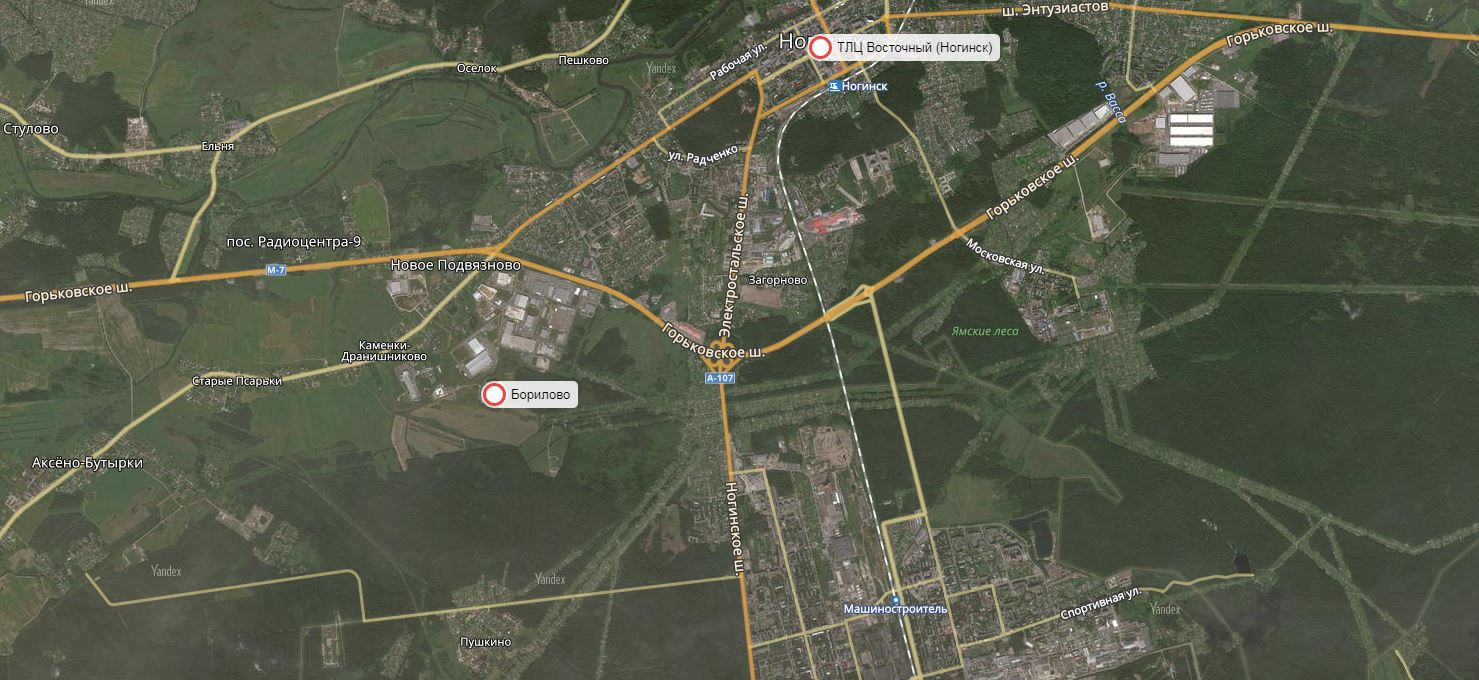 Yandex
ш. Энтузиастов
Горьковское ш.
Но
ТЛЦ Восточный (Ногинск)
Рабочая ул.
Пешково
Оселок
Yandex
Ногинск
р. Васса
Стулово
Ельня
ул. Радченко
Горьковское ш.
Электростальское ш.
пос. Радиоцентра-9
Московская ул.
М-7
Новое Подвязново
Загорново
Горьковское ш.
Ямские леса
Горьковское ш.
Каменки-
Дранишниково
А-107
Старые Псарьки
Борилово
Аксёно-Бутырки
Ногинское ш.
Yandex
Yandex
Машиностроитель
Спортивная ул.
Yandex
Пушкино